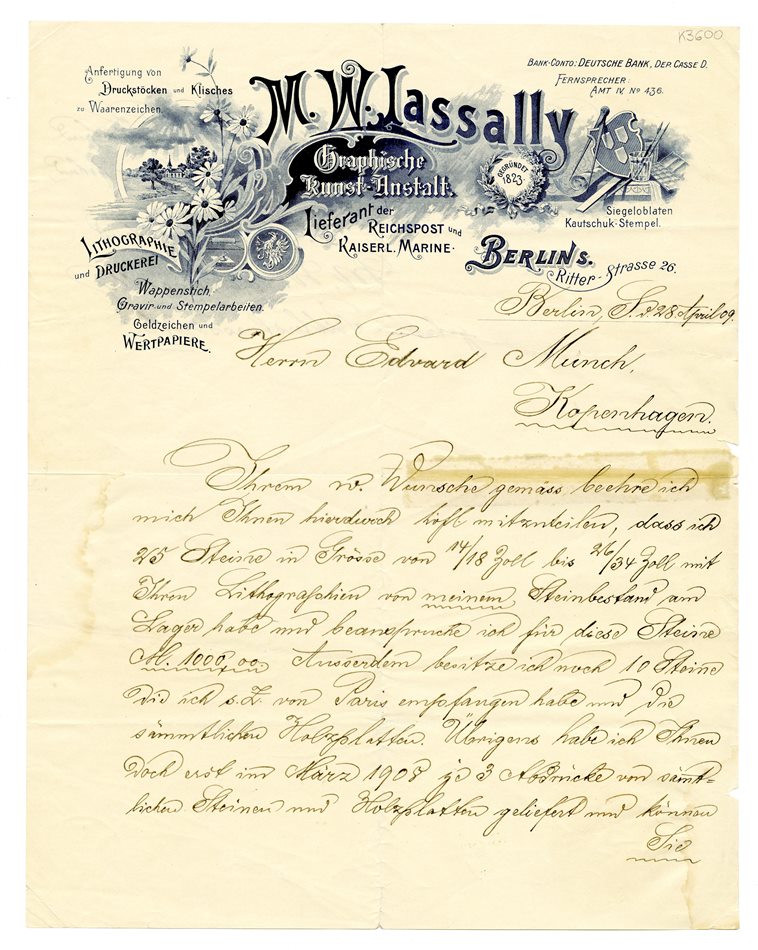 K3600
Anfertigung von
Druckstöcken und Klisches
zu Waarenzeichen.
M. W. Lassally
Graphische
Kunst-Anstalt.
Lieferant der
Reichspost und
Kaiserl. Marine.
Bank-Conto: Deutsche Bank, Dep. Casse D.
Fernsprecher:
Amt IV. No 436.
GEGRÜNDET
1823.
Siegeloblaten
Kautschuk-Stempel.
Lithographie
und Druckerei
Wappenstich,
Gravir- und Stempelarbeiten.
Geldzeichen und
Wertpapiere.
Berlin S.
Ritter-Strasse 26.
Berlin S. d 28. April 09.
Herrn Edvard Munch,
Kopenhagen.
Ihrem w. Wunsche gemäss beehre ich
mich Ihnen hierdurch höfl mitzuteilen, dass ich
25 Steine in Grösse von 14/18 Zoll bis 26/34 Zoll mit
Ihren Lithographien von meinem Steinbestand am
Lager habe und beanspruche ich für diese Steine
M. 1000,00. Ausserdem besitze ich noch 10 Steine
die ich s. Z. von Paris empfangen habe und die
sämmtlichen Holzplatten. Übrigens habe ich Ihnen
doch erst im März 1908 je 3 Abdrücke von sämt-
lichen Steinen und Holzplatten geliefert und können
Sie